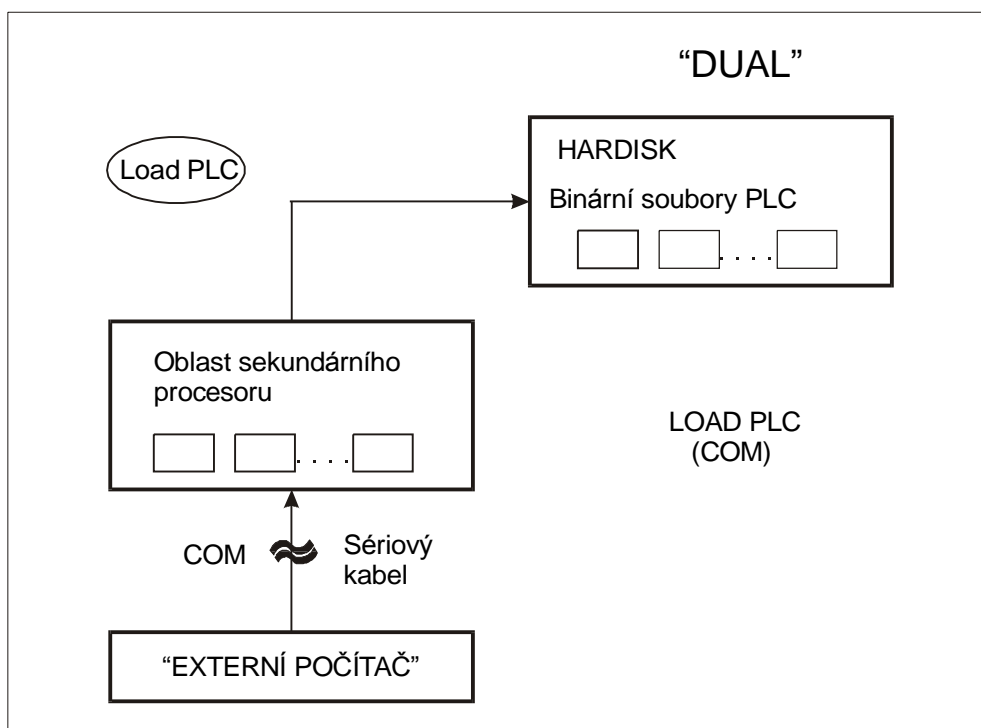 “DUAL”
HARDISK
Load PLC
Binární soubory PLC
. . . .
Oblast sekundárního
procesoru
. . . .
LOAD PLC
(COM)
COM
Sériový
kabel
“EXTERNÍ POČÍTAČ”